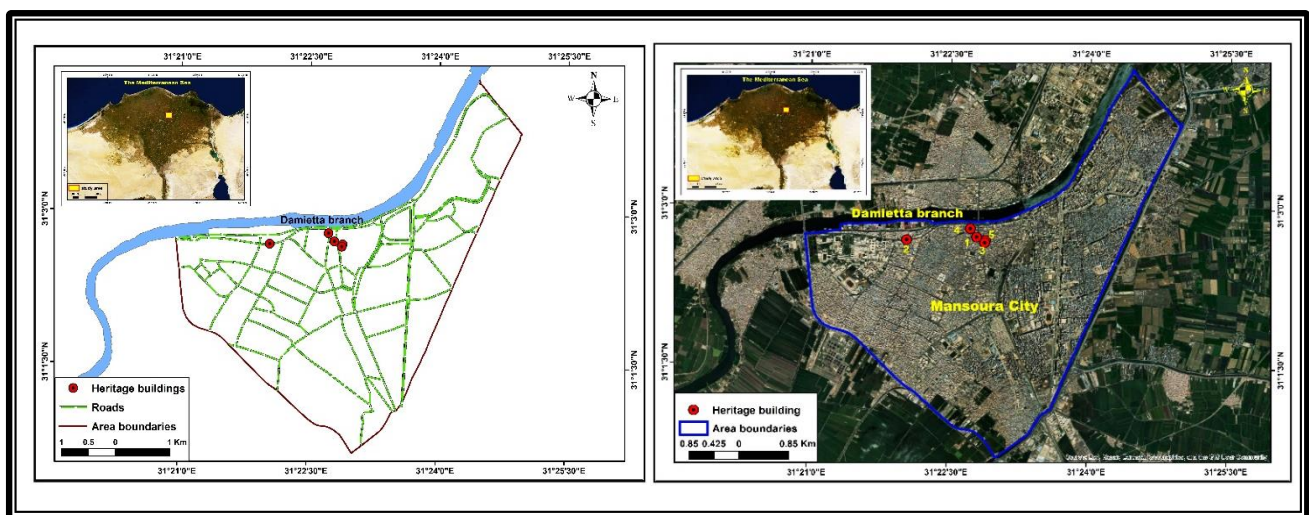 31°21'0"E
31°22'30"E
31°24'0"E
31°25'30"E
The Mediterranean Sea
Study area
N
W
E
S
31°3'0"N
31°3'0"N
Damietta branch
31°1'30"N
31°1'30"N
Heritage buildings
Roads
Area boundaries
1 0.5 0 1 Km
31°21'0"E
31°22'30"E
31°24'0"E
31°25'30"E
31°21'0"E
31°22'30"E
31°24'0"E
31°25'30"E
The Mediterranean Sea
31°3'0"N
31°3'0"N
Damietta branch
4
5
1
2
3
Mansoura City
31°1'30"N
31°1'30"N
Heritage building
Area boundaries
0.85 0.425 0 0.85 Km
31°21'0"E
31°22'30"E
31°24'0"E
31°25'30"E